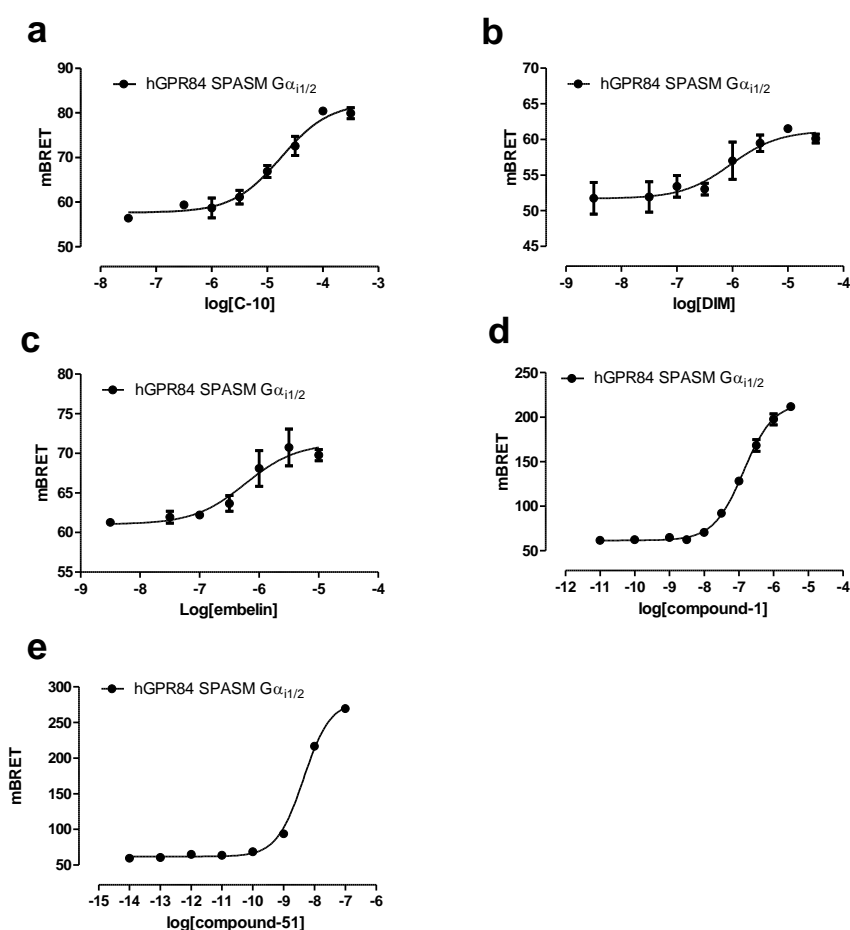 a
hGPR84 SPASM Gαi1/2
mBRET
90
80
70
60
50
-8 -7 -6 -5 -4 -3
log[C-10]
b
hGPR84 SPASM Gαi1/2
mBRET
70
65
60
55
50
45
-9 -8 -7 -6 -5 -4
log[DIM]
c
hGPR84 SPASM Gαi1/2
mBRET
80
75
70
65
60
55
-9 -8 -7 -6 -5 -4
Log[embelin]
d
hGPR84 SPASM Gαi1/2
mBRET
250
200
150
100
50
-12 -11 -10 -9 -8 -7 -6 -5 -4
log[compound-1]
e
hGPR84 SPASM Gαi1/2
mBRET
300
250
200
150
100
50
-15 -14 -13 -12 -11 -10 -9 -8 -7 -6
log[compound-51]